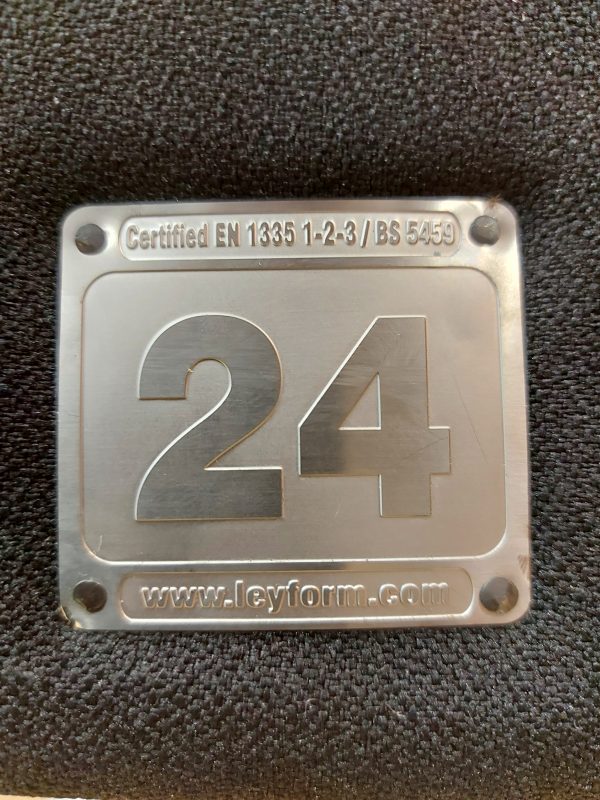 Certified EN 1335 1-2-3 / BS 5459
24
www.leyform.com